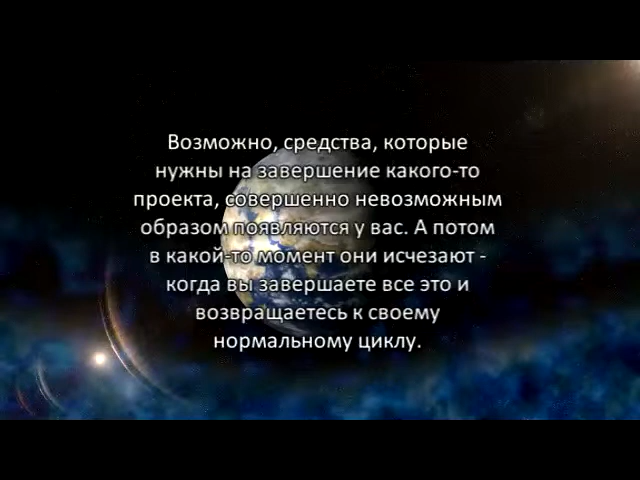 Возможно, средства, которые
нужны на завершение какого-то
проекта, совершенно невозможным
образом появляются у вас. А потом
в какой-то момент они исчезают -
когда вы завершаете все это и
возвращаетесь к своему
нормальному циклу.